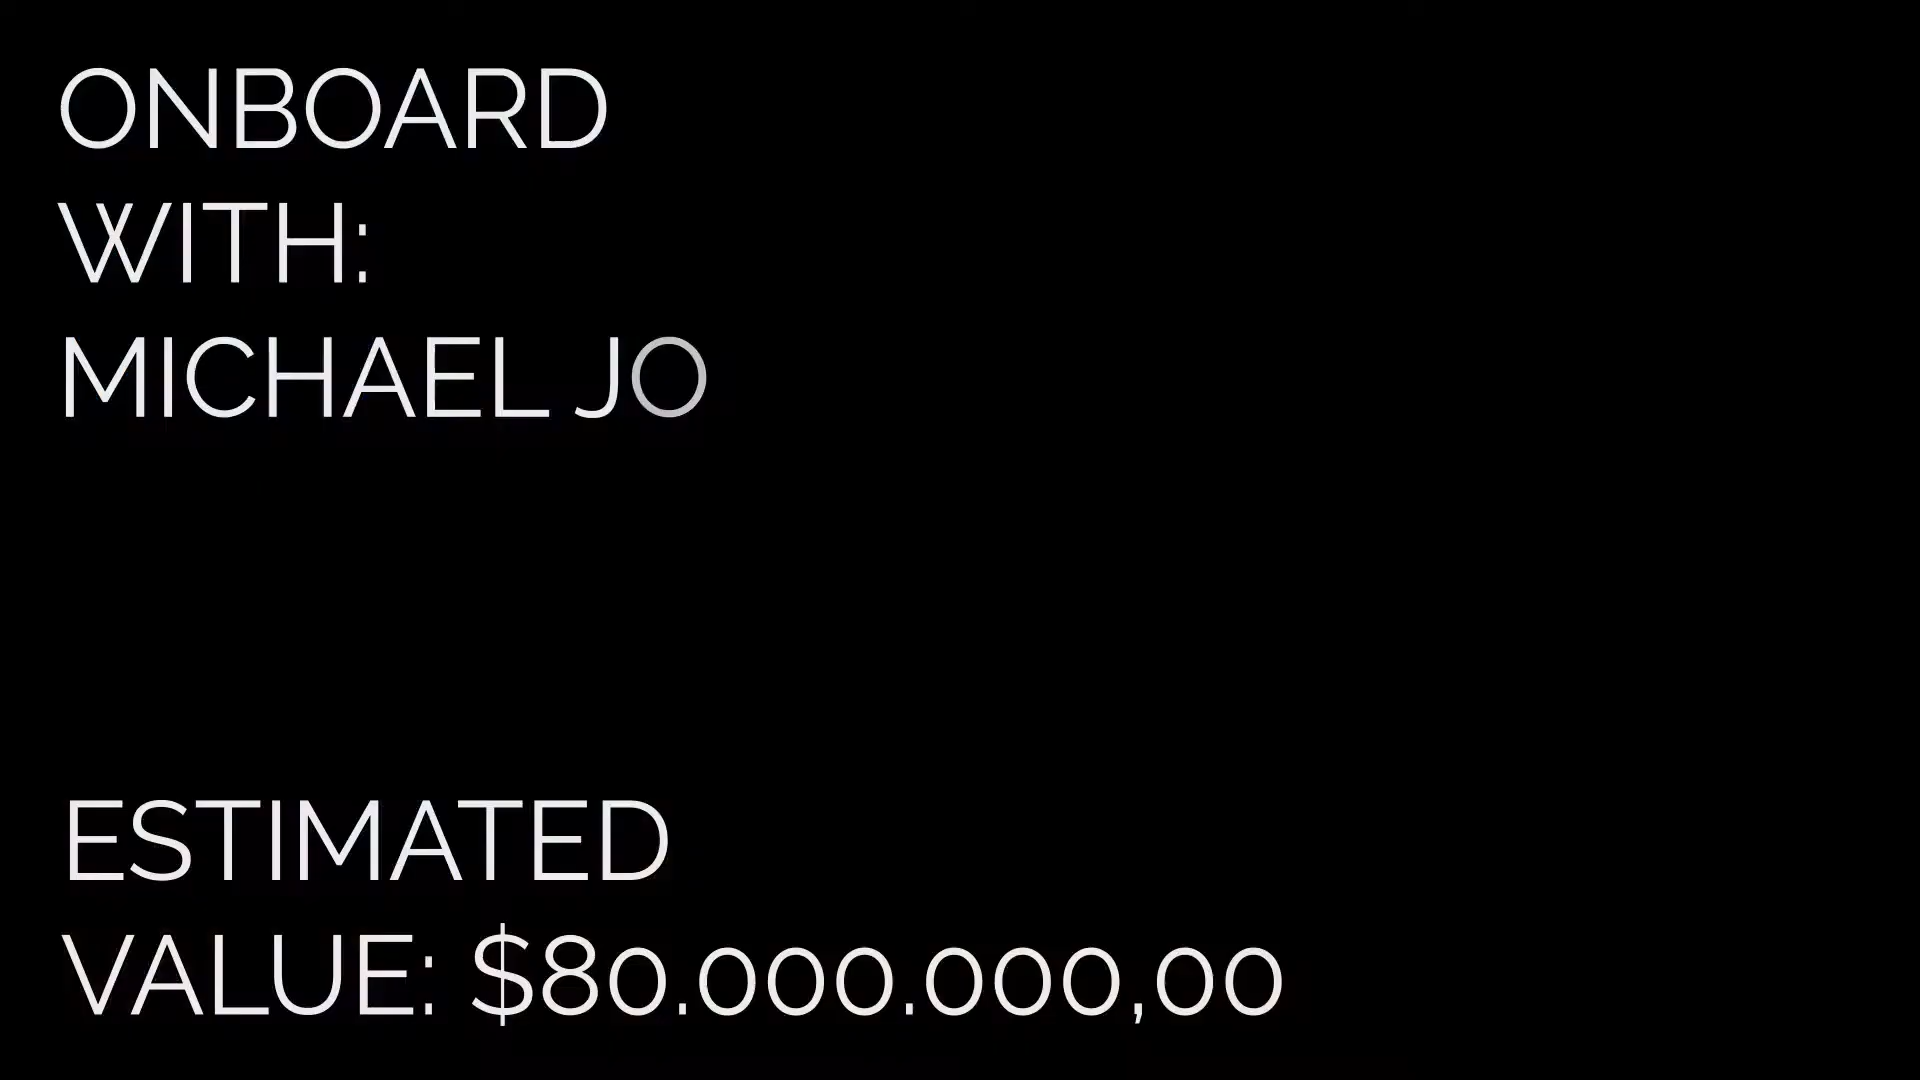 ONBOARD
WITH:
MICHAEL JO
ESTIMATED
VALUE: $80.000.000,00